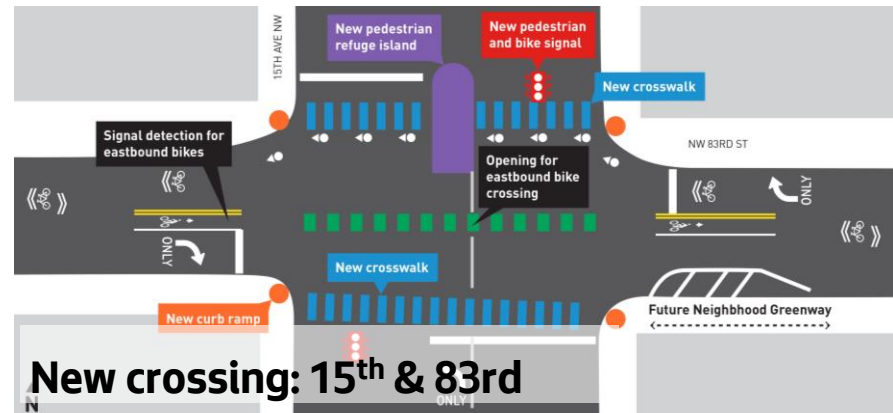 15TH AVE NW
New pedestrian
refuge island
New pedestrian
and bike signal
New crosswalk
Signal detection for
eastbound bikes
NW 83RD ST
Opening for
eastbound bike
crossing
ONLY
ONLY
New crosswalk
New curb ramp
Future Neighbhood Greenway
New crossing: 15th & 83rd
N
ONLY